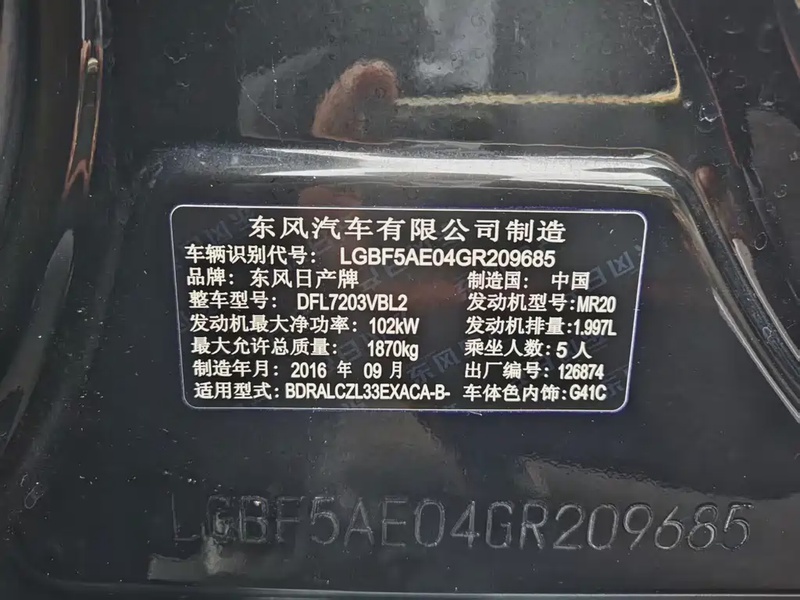 东风汽车有限公司制造
车辆识别代号: LGBF5AE04GR209685
品牌: 东风日产牌 制造国: 中国
整车型号: DFL7203VBL2 发动机型号:MR20
发动机最大净功率: 102kW 发动机排量:1.997L
最大允许总质量: 1870kg 乘坐人数:5人
制造年月: 2016 年 09 月 出厂编号: 126874
适用型式: BDRALCZL33EXACA-B- 车体色内饰:G41C
LGBF5AE04GR209685